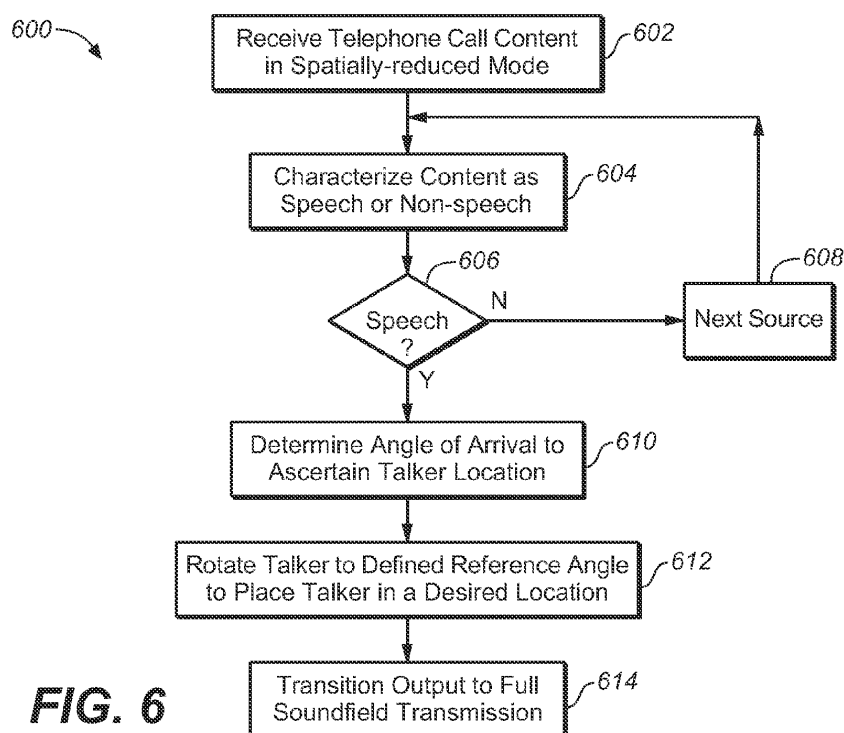 600
Receive Telephone Call Content
in Spatially-reduced Mode
602
Characterize Content as
Speech or Non-speech
604
606
Speech
?
N
Y
608
Next Source
Determine Angle of Arrival to
Ascertain Talker Location
610
Rotate Talker to Defined Reference Angle
to Place Talker in a Desired Location
612
Transition Output to Full
Soundfield Transmission
614
FIG. 6